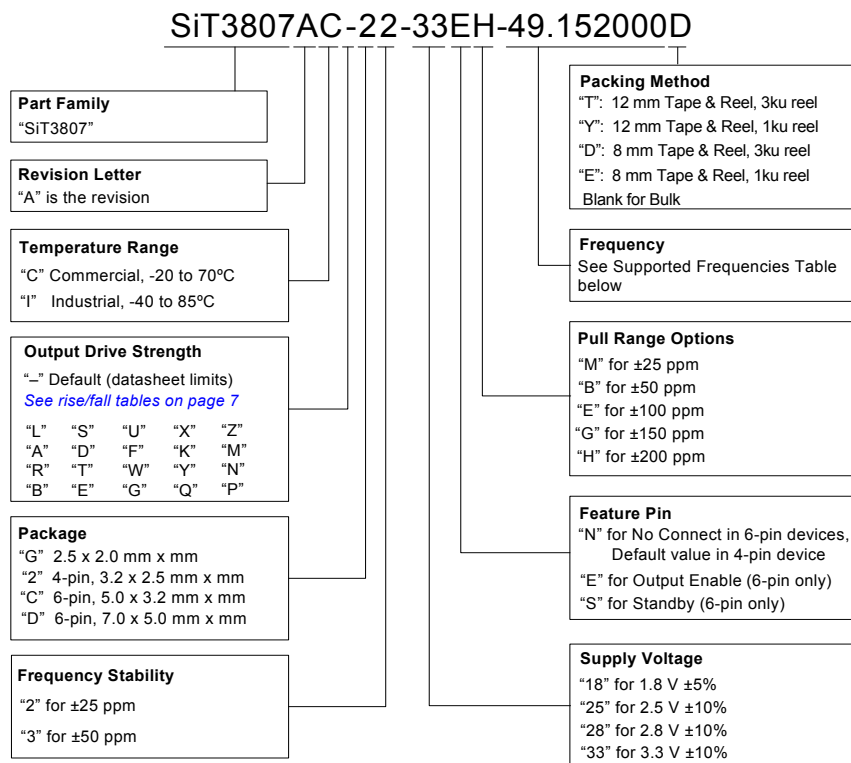 SiT3807AC-22-33EH-49.152000D
Part Family
“SiT3807”
Revision Letter
“A” is the revision
Temperature Range
“C” Commercial, -20 to 70ºC
“I” Industrial, -40 to 85ºC
Output Drive Strength
“–” Default (datasheet limits)
See rise/fall tables on page 7
“L” “S” “U” “X” “Z”
“A” “D” “F” “K” “M”
“R” “T” “W” “Y” “N”
“B” “E” “G” “Q” “P”
Package
“G” 2.5 x 2.0 mm x mm
“2” 4-pin, 3.2 x 2.5 mm x mm
“C” 6-pin, 5.0 x 3.2 mm x mm
“D” 6-pin, 7.0 x 5.0 mm x mm
Frequency Stability
“2” for ±25 ppm
“3” for ±50 ppm
Packing Method
“T”: 12 mm Tape & Reel, 3ku reel
“Y”: 12 mm Tape & Reel, 1ku reel
“D”: 8 mm Tape & Reel, 3ku reel
“E”: 8 mm Tape & Reel, 1ku reel
Blank for Bulk
Frequency
See Supported Frequencies Table
below
Pull Range Options
“M” for ±25 ppm
“B” for ±50 ppm
“E” for ±100 ppm
“G” for ±150 ppm
“H” for ±200 ppm
Feature Pin
“N” for No Connect in 6-pin devices,
Default value in 4-pin device
“E” for Output Enable (6-pin only)
“S” for Standby (6-pin only)
Supply Voltage
“18” for 1.8 V ±5%
“25” for 2.5 V ±10%
“28” for 2.8 V ±10%
“33” for 3.3 V ±10%